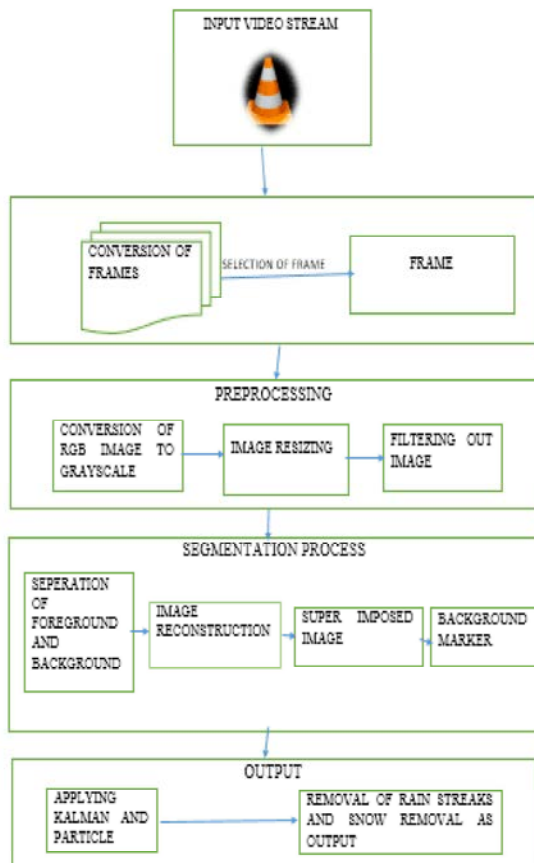 INPUT VIDEO STREAM
CONVERSION OF
FRAMES
SELECTION OF FRAME
FRAME
PREPROCESSING
CONVERSION OF
RGB IMAGE TO
GRAYSCALE
IMAGE RESIZING
FILTERING OUT
IMAGE
SEGMENTATION PROCESS
SEPERATION
OF
FOREGROUND
AND
BACKGROUND
IMAGE
RECONSTRUCTION
SUPER IMPOSED
IMAGE
BACKGROUND
MARKER
OUTPUT
APPLYING
KALMAN AND
PARTICLE
REMOVAL OF RAIN STREAKS
AND SNOW REMOVAL AS
OUTPUT